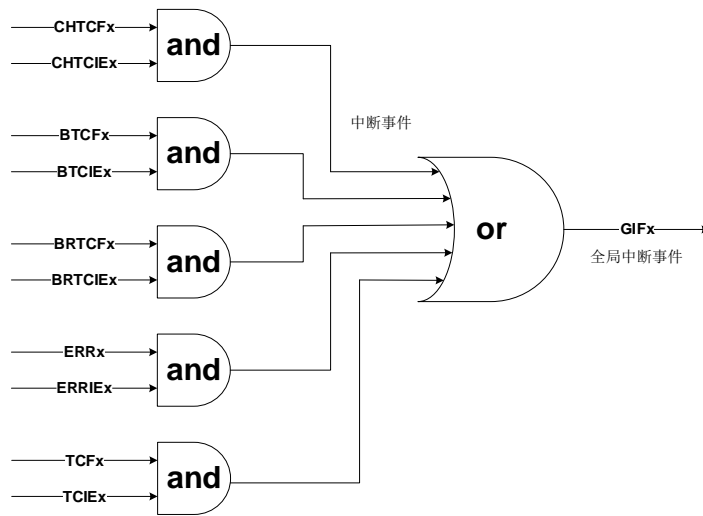 CHTCFx
CHTCIEx
and
中断事件
BTCFx
BTCIEx
and
BRTCFx
BRTCIEx
and
or
GIFx
全局中断事件
ERRx
ERRIEx
and
TCFx
TCIEx
and